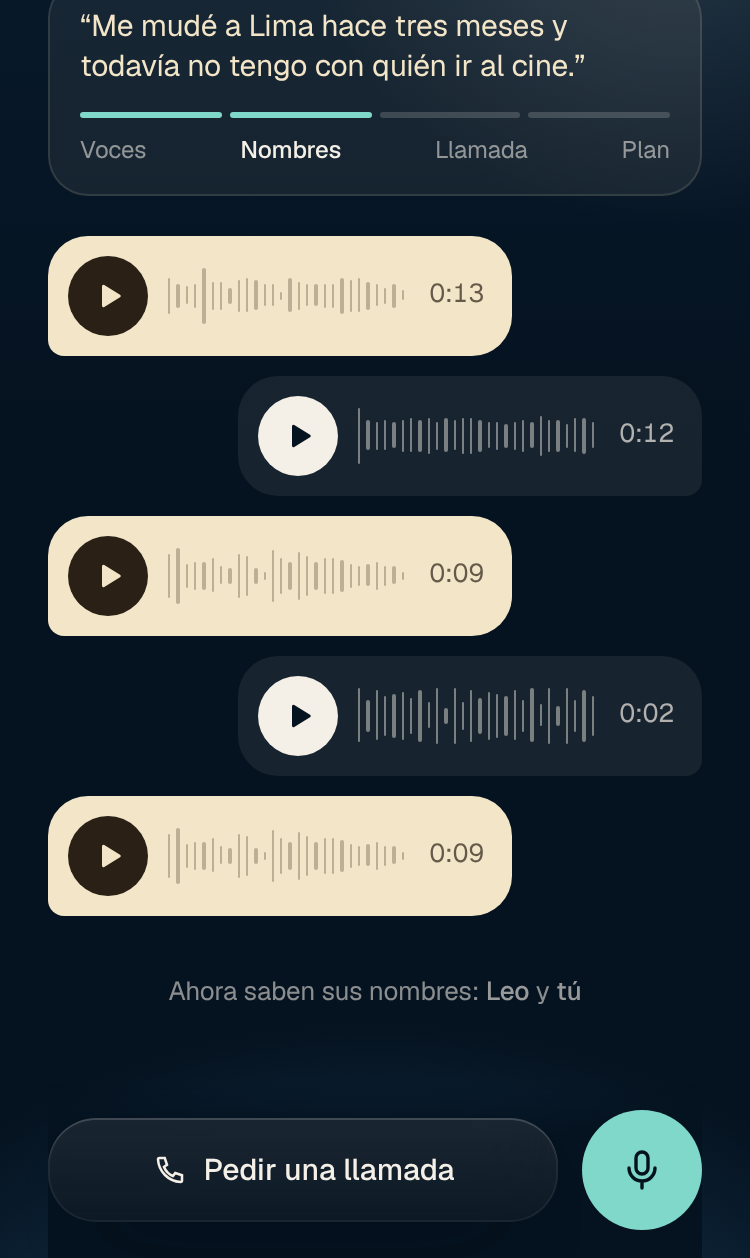 “Me mudé a Lima hace tres meses y
todavía no tengo con quién ir al cine.”
Voces Nombres Llamada Plan
0:13
0:12
0:09
0:02
0:09
Ahora saben sus nombres: Leo y tú
Pedir una llamada